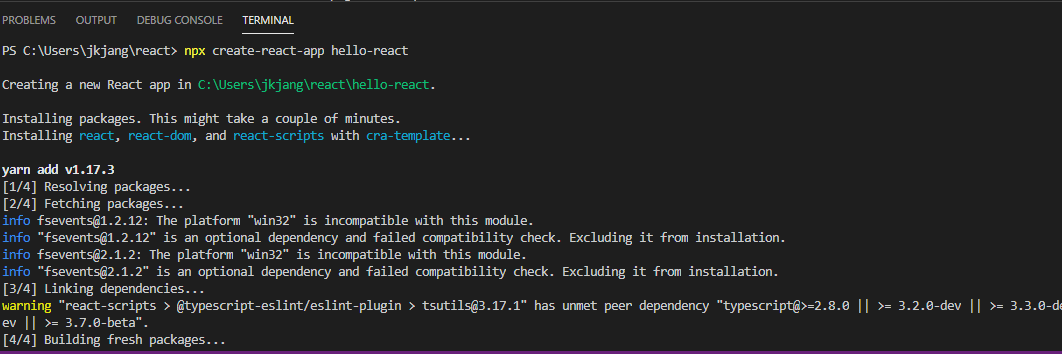 PROBLEMS OUTPUT DEBUG CONSOLE TERMINAL
PS C:\Users\jkjang\react> npx create-react-app hello-react
Creating a new React app in C:\Users\jkjang\react\hello-react.
Installing packages. This might take a couple of minutes.
Installing react, react-dom, and react-scripts with cra-template...
yarn add v1.17.3
[1/4] Resolving packages...
[2/4] Fetching packages...
info fsevents@1.2.12: The platform "win32" is incompatible with this module.
info "fsevents@1.2.12" is an optional dependency and failed compatibility check. Excluding it from installation.
info fsevents@2.1.2: The platform "win32" is incompatible with this module.
info "fsevents@2.1.2" is an optional dependency and failed compatibility check. Excluding it from installation.
[3/4] Linking dependencies...
warning "react-scripts > @typescript-eslint/eslint-plugin > tsutils@3.17.1" has unmet peer dependency "typescript@>=2.8.0 || >= 3.2.0-dev || >= 3.3.0-de
ev || >= 3.7.0-beta".
[4/4] Building fresh packages...